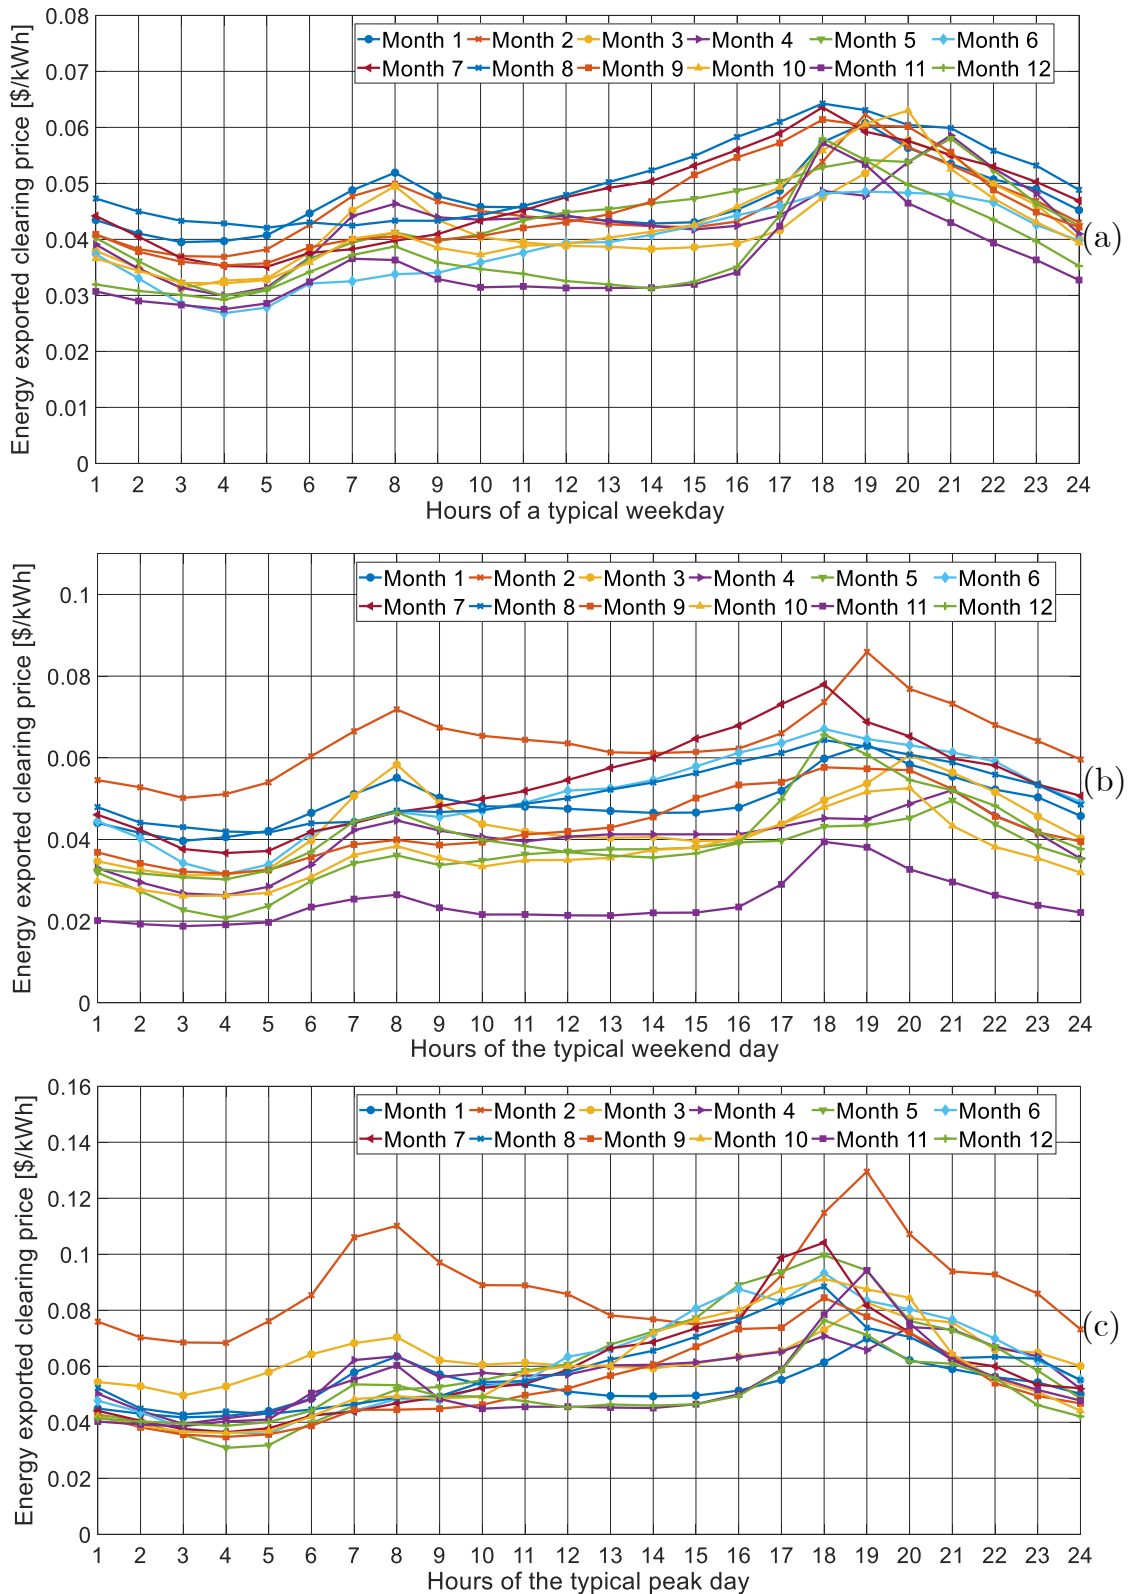 Energy exported clearing price [$/kWh]
0.08
0.07
0.06
0.05
0.04
0.03
0.02
0.01
0
Month 1 Month 2 Month 3 Month 4 Month 5 Month 6
Month 7 Month 8 Month 9 Month 10 Month 11 Month 12
(a)
1 2 3 4 5 6 7 8 9 10 11 12 13 14 15 16 17 18 19 20 21 22 23 24
Hours of a typical weekday
Energy exported clearing price [$/kWh]
0.1
0.08
0.06
0.04
0.02
0
Month 1 Month 2 Month 3 Month 4 Month 5 Month 6
Month 7 Month 8 Month 9 Month 10 Month 11 Month 12
(b)
1 2 3 4 5 6 7 8 9 10 11 12 13 14 15 16 17 18 19 20 21 22 23 24
Hours of the typical weekend day
Energy exported clearing price [$/kWh]
0.16
0.14
0.12
0.1
0.08
0.06
0.04
0.02
0
Month 1 Month 2 Month 3 Month 4 Month 5 Month 6
Month 7 Month 8 Month 9 Month 10 Month 11 Month 12
(c)
1 2 3 4 5 6 7 8 9 10 11 12 13 14 15 16 17 18 19 20 21 22 23 24
Hours of the typical peak day